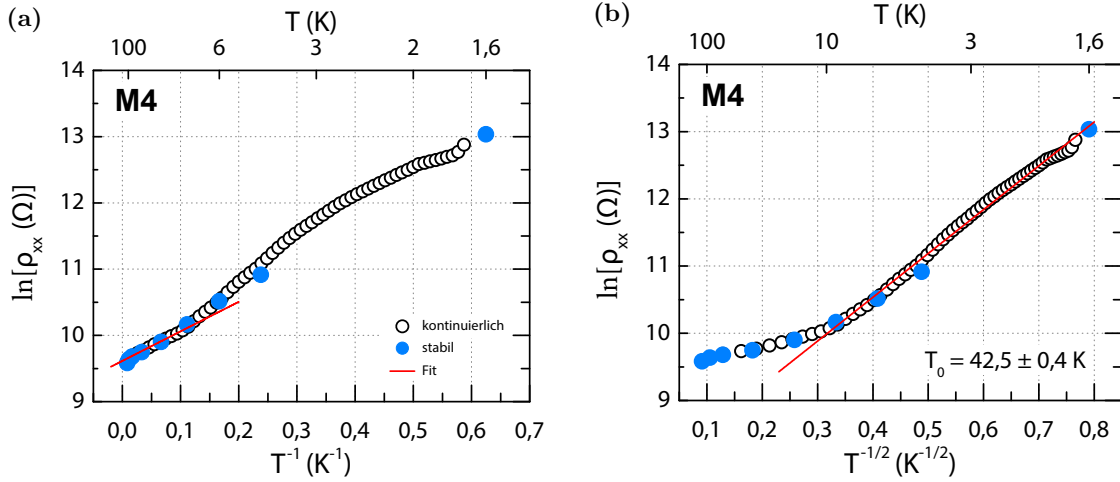 (a)
T (K)
100 6 3 2 1,6
M4
14
13
12
11
10
9
ln[ρxx (Ω)]
kontinuierlich
stabil
Fit
0,0 0,1 0,2 0,3 0,4 0,5 0,6 0,7
T-1 (K-1)
(b)
T (K)
100 10 3 1,6
M4
14
13
12
11
10
9
ln[ρxx (Ω)]
T0 = 42,5 ± 0,4 K
0,1 0,2 0,3 0,4 0,5 0,6 0,7 0,8
T-1/2 (K-1/2)